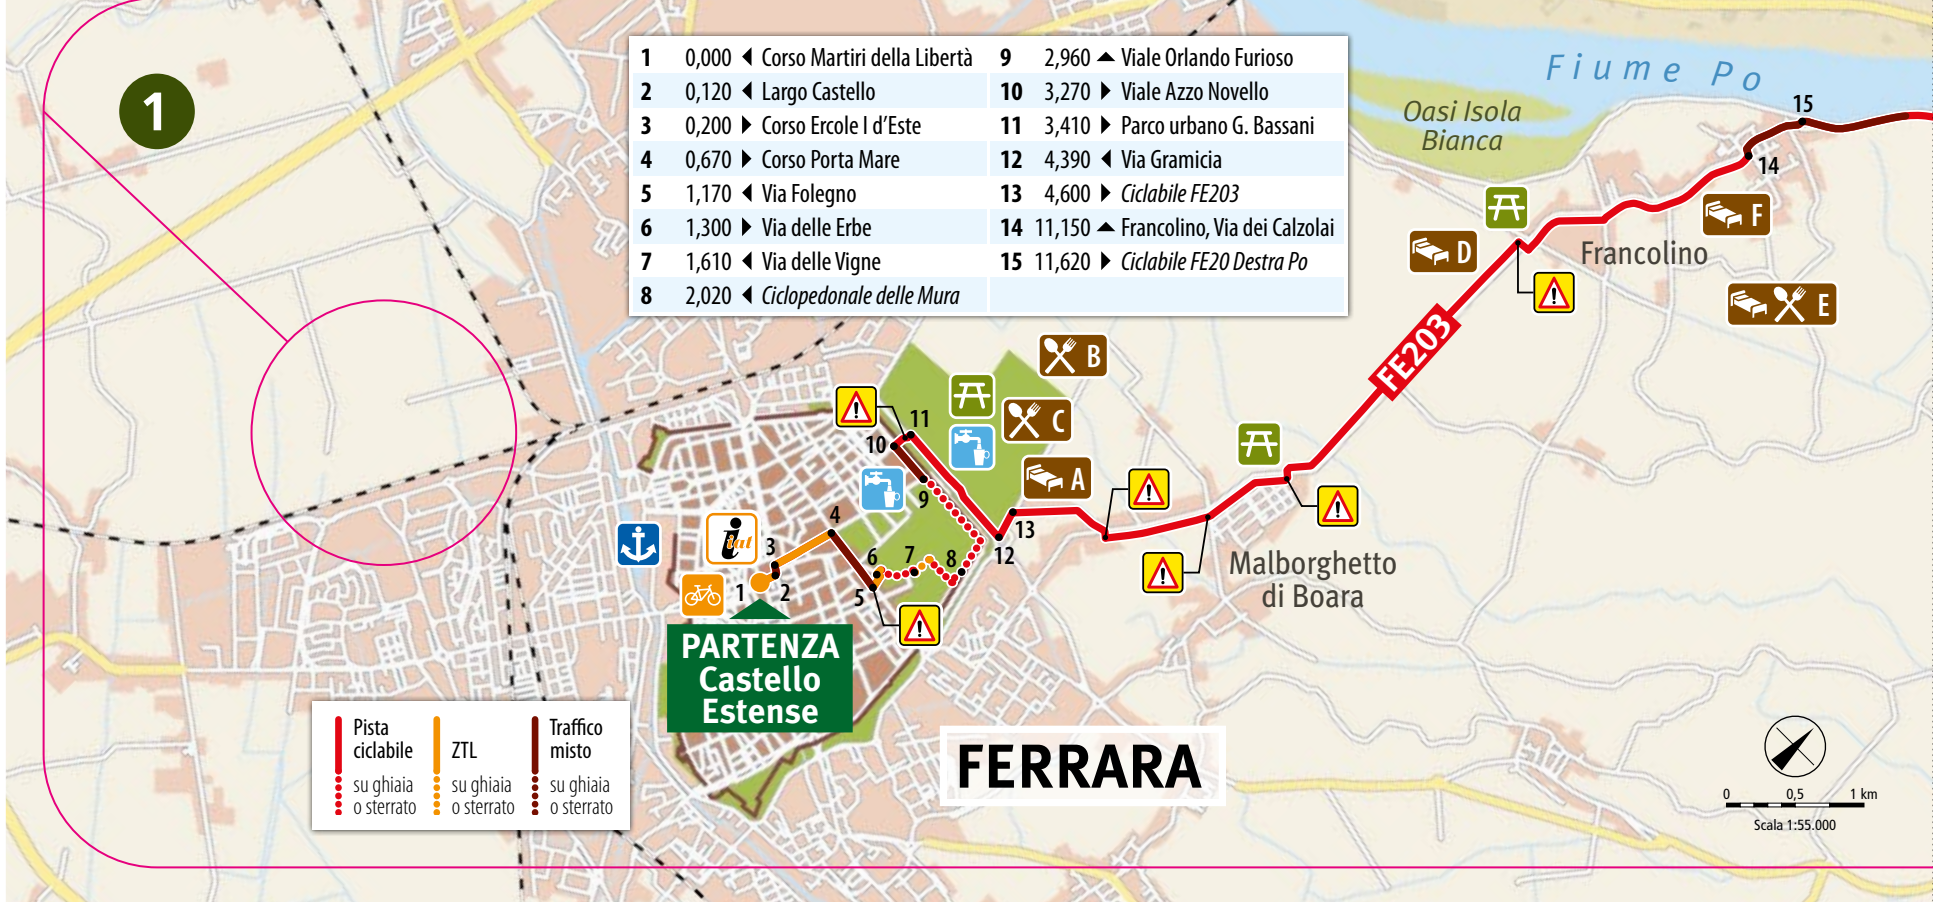 1
1 0,000 ◀ Corso Martiri della Libertà
2 0,120 ◀ Largo Castello
3 0,200 ▶ Corso Ercole I d'Este
4 0,670 ▶ Corso Porta Mare
5 1,170 ◀ Via Folegno
6 1,300 ▶ Via delle Erbe
7 1,610 ◀ Via delle Vigne
8 2,020 ◀ Ciclopedonale delle Mura
9 2,960 ▲ Viale Orlando Furioso
10 3,270 ▶ Viale Azzo Novello
11 3,410 ▶ Parco urbano G. Bassani
12 4,390 ◀ Via Gramicia
13 4,600 ▶ Ciclabile FE203
14 11,150 ▲ Francolino, Via dei Calzolai
15 11,620 ▶ Ciclabile FE20 Destra Po
Fiume Po
Oasi Isola
Bianca
15
14
F
D
Francolino
E
FE203
B
C
A
11
10
9
4
13
12
3
iat
6
7
8
1
2
5
Malborghetto
di Boara
PARTENZA
Castello
Estense
FERRARA
Pista
ciclabile
su ghiaia
o sterrato
ZTL
su ghiaia
o sterrato
Traffico
misto
su ghiaia
o sterrato
0 0,5 1 km
Scala 1:55.000